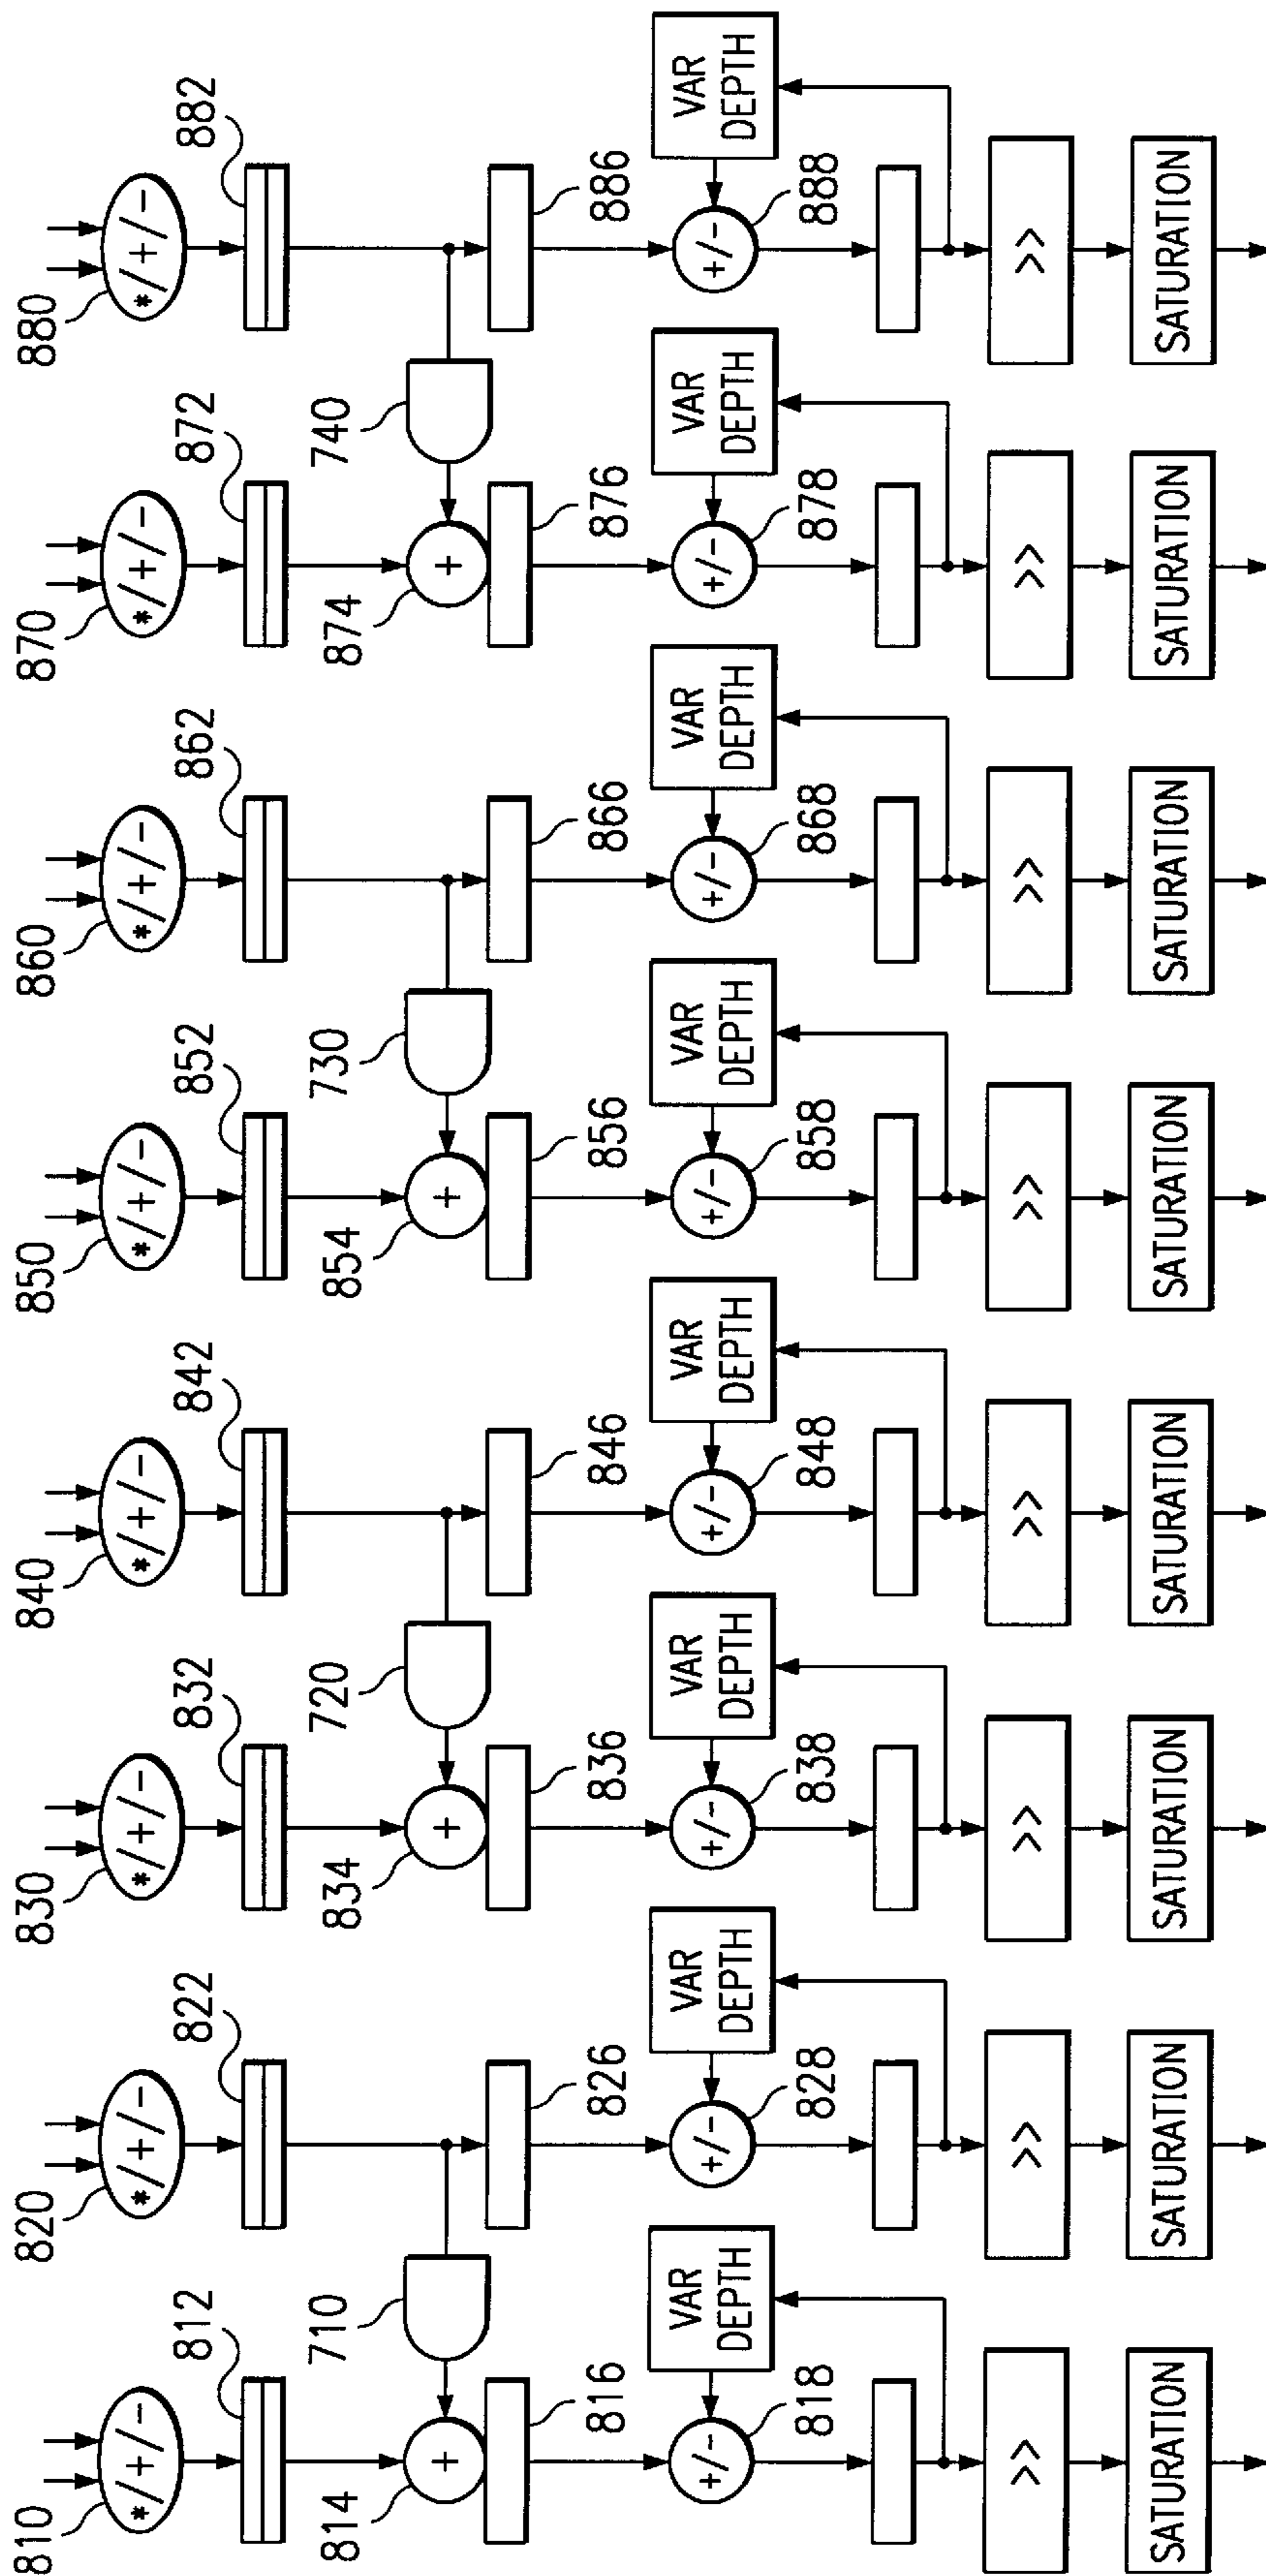 810 820 830 840 850 860 870 880
*/+/- */+/- */+/- */+/- */+/- */+/- */+/- */+/-
812 822 832 842 852 862 872 882
710 720 730 740
814 + 834 + 854 + 874 +
816 826 836 846 856 866 876 886
VAR DEPTH VAR DEPTH VAR DEPTH VAR DEPTH VAR DEPTH VAR DEPTH VAR DEPTH VAR DEPTH
+/- +/- +/- +/- +/- +/- +/- +/-
818 828 838 848 858 868 878 888
>> >> >> >> >> >> >> >>
SATURATION SATURATION SATURATION SATURATION SATURATION SATURATION SATURATION SATURATION